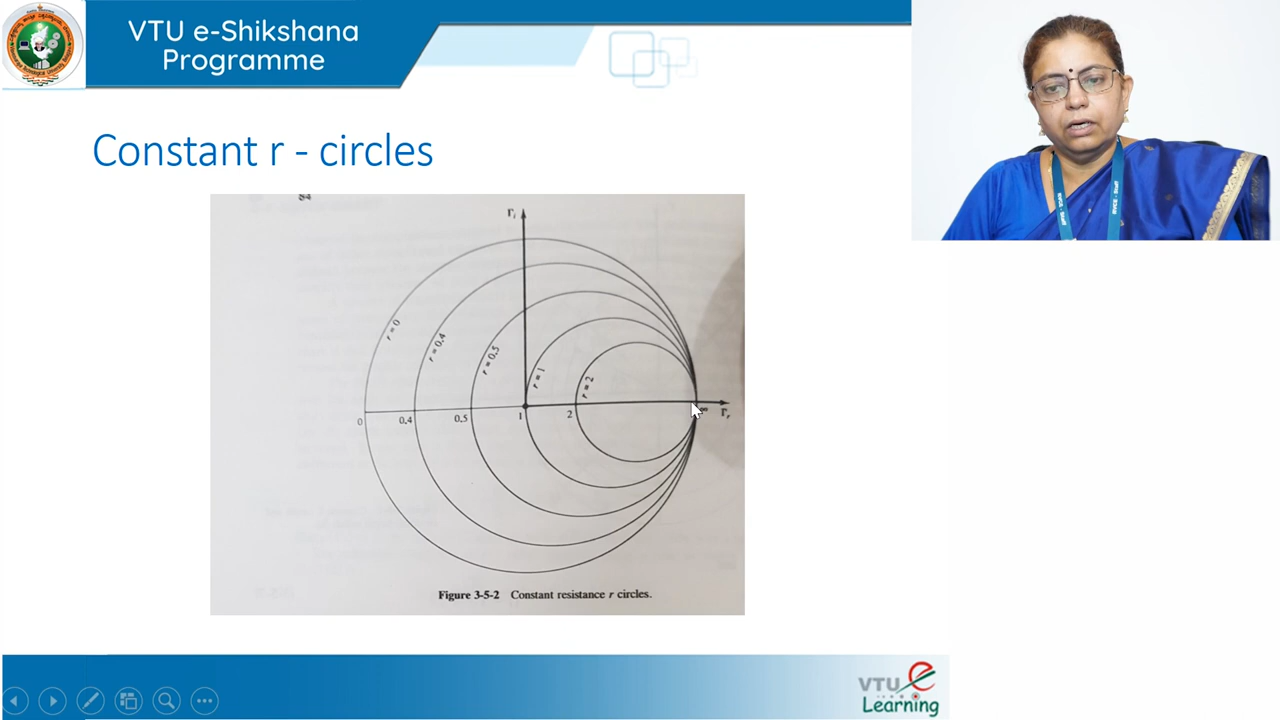 VTU e-Shikshana
Programme
Constant r - circles
84
Γi
r = 0
r = 0.4
r = 0.5
r = 1
r = 2
0
0.4
0.5
1
2
∞
Γr
Figure 3-5-2 Constant resistance r circles.
VTU e
Learning